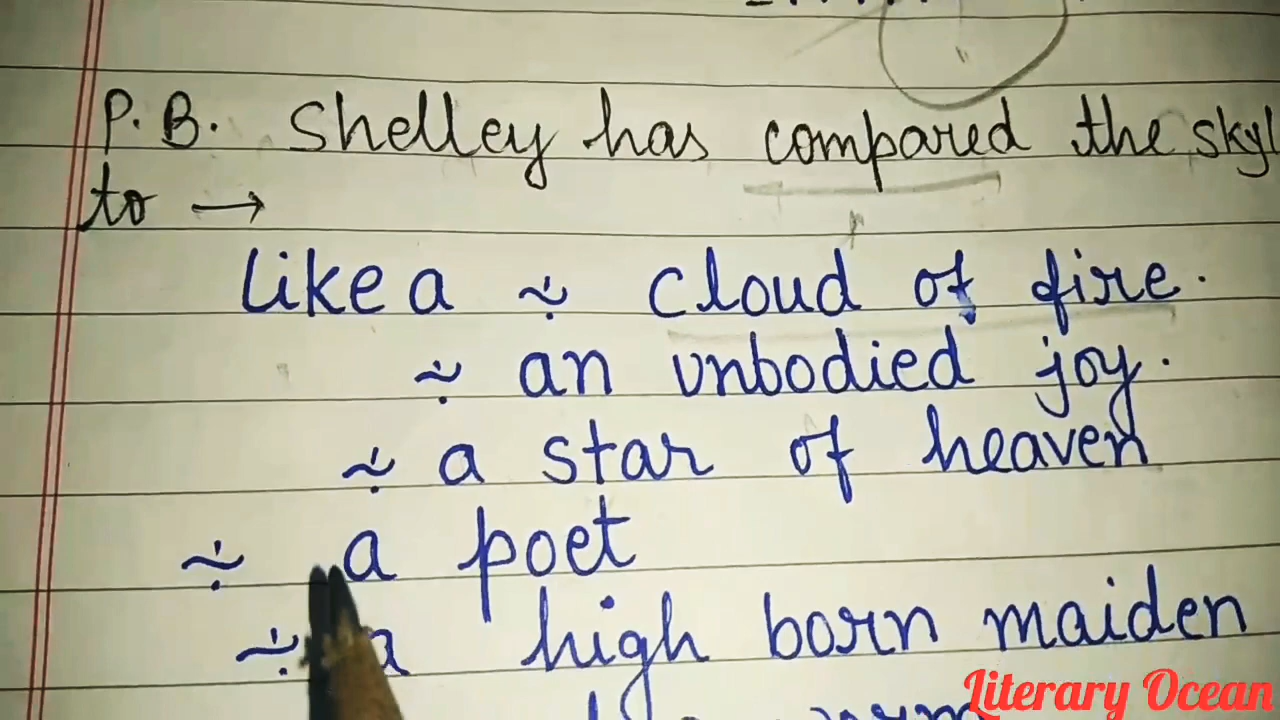 P.B. Shelley has compared the skyl
to →
like a ~ cloud of fire.
~ an unbodied joy.
~ a star of heaven
~ a poet
~ a high born maiden
Literary Ocean